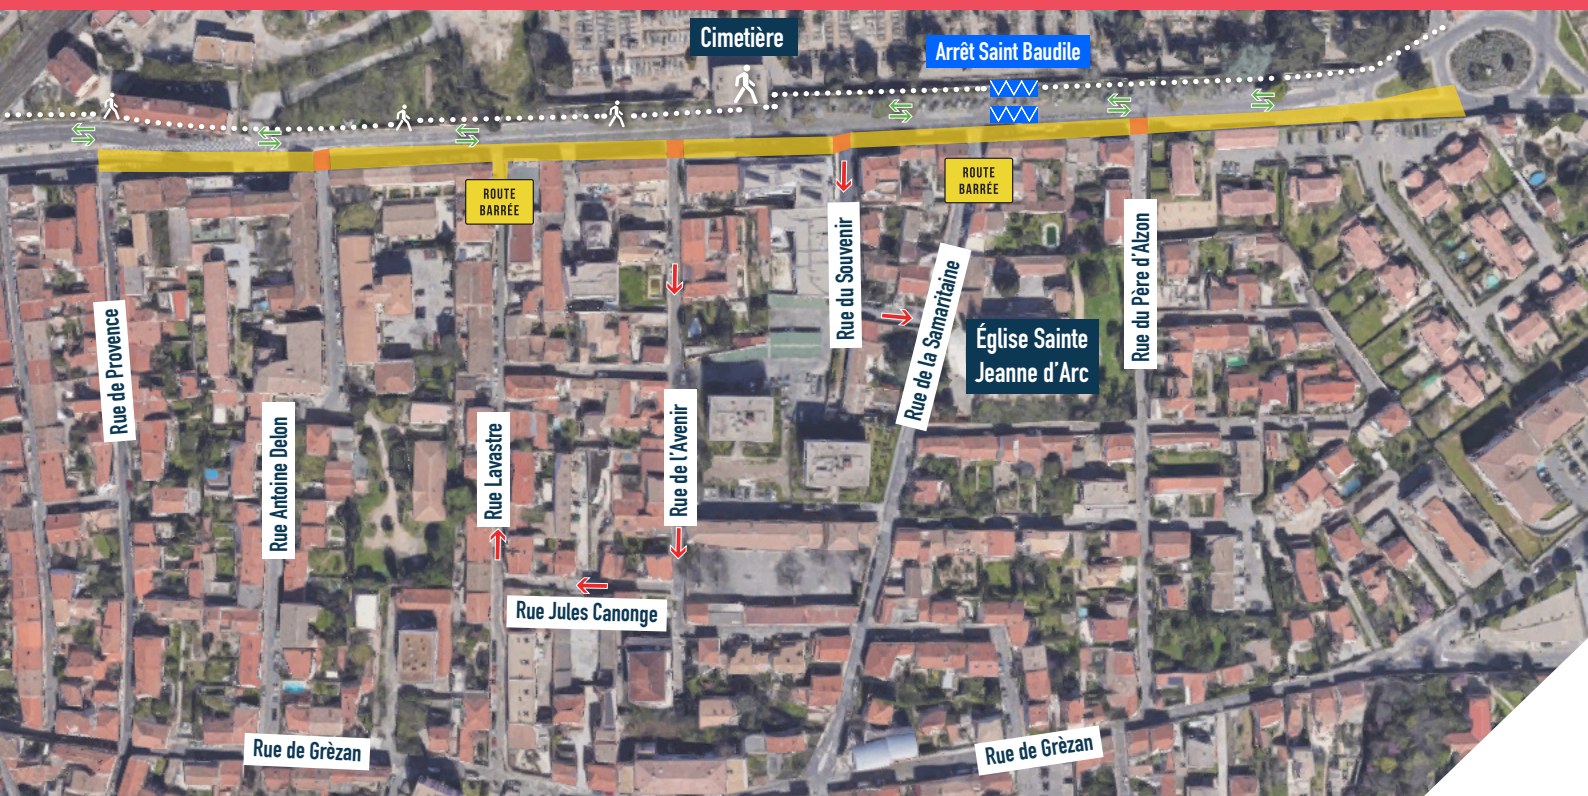 Cimetière
Arrêt Saint Baudile
ROUTE
BARRÉE
ROUTE
BARRÉE
Rue du Souvenir
Rue du Père d'Alzon
Rue de la Samaritaine
Église Sainte
Jeanne d'Arc
Rue de Provence
Rue Antoine Delon
Rue Lavastre
Rue de l'Avenir
Rue Jules Canonge
Rue de Grèzan
Rue de Grèzan